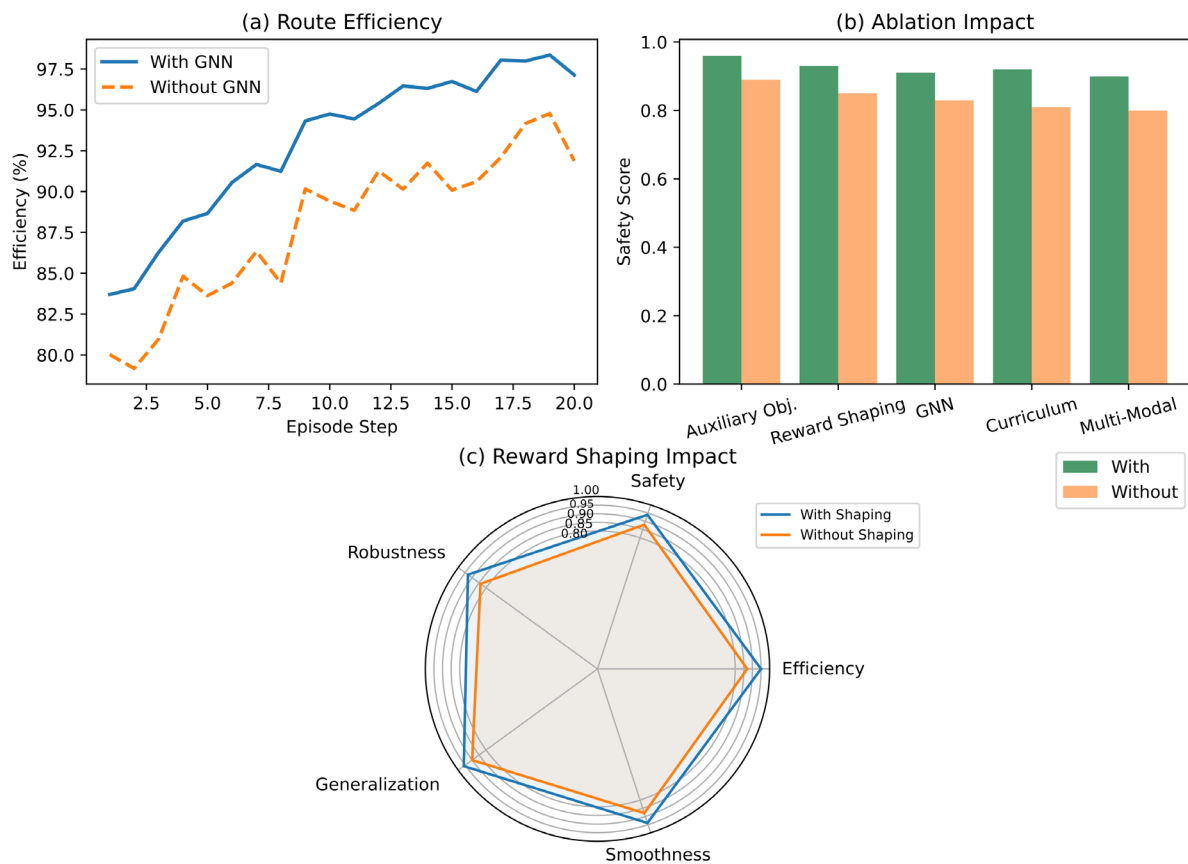 (a) Route Efficiency
With GNN
Without GNN
97.5
95.0
92.5
90.0
87.5
85.0
82.5
80.0
Efficiency (%)
2.5 5.0 7.5 10.0 12.5 15.0 17.5 20.0
Episode Step
(b) Ablation Impact
1.0
0.8
0.6
0.4
0.2
0.0
Safety Score
Auxiliary Obj. Reward Shaping GNN Curriculum Multi-Modal
With
Without
(c) Reward Shaping Impact
1.00
0.95
0.90
0.85
0.80
Safety
With Shaping
Without Shaping
Robustness
Efficiency
Generalization
Smoothness